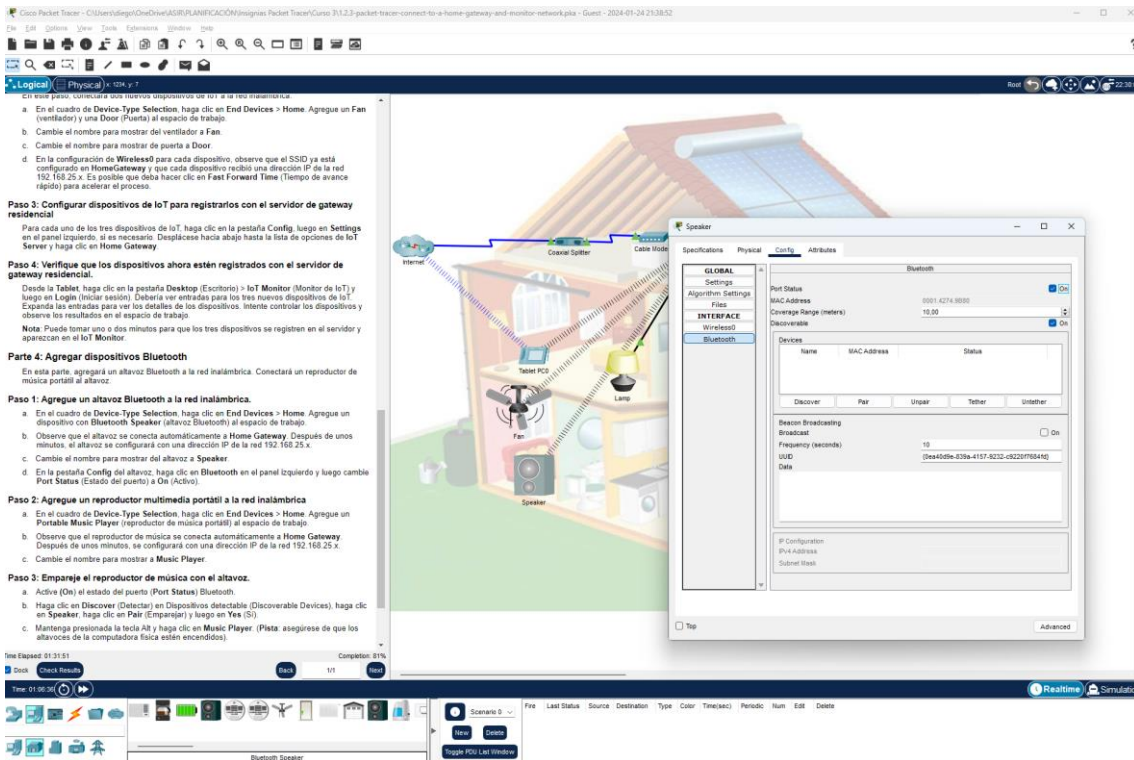 Cisco Packet Tracer - C:\Users\diego\OneDrive\ASIR\PLANIFICACIÓN\Insignias Packet Tracer\Curso 3\1.2.3-packet-tracer-connect-to-a-home-gateway-and-monitor-network.pka - Guest - 2024-01-24 21:38:52
File Edit Options View Tools Extensions Window Help
Logical Physical x: 1234, y: 7 Root
En este paso, conectará dos nuevos dispositivos de IoT a la red inalámbrica.
a. En el cuadro de Device-Type Selection, haga clic en End Devices > Home. Agregue un Fan
(ventilador) y una Door (Puerta) al espacio de trabajo.
b. Cambie el nombre para mostrar del ventilador a Fan.
c. Cambie el nombre para mostrar de puerta a Door.
d. En la configuración de Wireless0 para cada dispositivo, observe que el SSID ya está
configurado en HomeGateway y que cada dispositivo recibió una dirección IP de la red
192.168.25.x. Es posible que deba hacer clic en Fast Forward Time (Tiempo de avance
rápido) para acelerar el proceso.
Paso 3: Configurar dispositivos de IoT para registrarlos con el servidor de gateway
residencial
Para cada uno de los tres dispositivos de IoT, haga clic en la pestaña Config, luego en Settings
en el panel izquierdo, si es necesario. Desplácese hacia abajo hasta la lista de opciones de IoT
Server y haga clic en Home Gateway.
Paso 4: Verifique que los dispositivos ahora estén registrados con el servidor de
gateway residencial.
Desde la Tablet, haga clic en la pestaña Desktop (Escritorio) > IoT Monitor (Monitor de IoT) y
luego en Login (Iniciar sesión). Debería ver entradas para los tres nuevos dispositivos de IoT.
Expanda las entradas para ver los detalles de los dispositivos. Intente controlar los dispositivos y
observe los resultados en el espacio de trabajo.
Nota: Puede tomar uno o dos minutos para que los tres dispositivos se registren en el servidor y
aparezcan en el IoT Monitor.
Parte 4: Agregar dispositivos Bluetooth
En esta parte, agregará un altavoz Bluetooth a la red inalámbrica. Conectará un reproductor de
música portátil al altavoz.
Paso 1: Agregue un altavoz Bluetooth a la red inalámbrica.
a. En el cuadro de Device-Type Selection, haga clic en End Devices > Home. Agregue un
dispositivo con Bluetooth Speaker (altavoz Bluetooth) al espacio de trabajo.
b. Observe que el altavoz se conecta automáticamente a Home Gateway. Después de unos
minutos, el altavoz se configurará con una dirección IP de la red 192.168.25.x.
c. Cambie el nombre para mostrar del altavoz a Speaker.
d. En la pestaña Config del altavoz, haga clic en Bluetooth en el panel izquierdo y luego cambie
Port Status (Estado del puerto) a On (Activo).
Paso 2: Agregue un reproductor multimedia portátil a la red inalámbrica
a. En el cuadro de Device-Type Selection, haga clic en End Devices > Home. Agregue un
Portable Music Player (reproductor de música portátil) al espacio de trabajo.
b. Observe que el reproductor de música se conecta automáticamente a Home Gateway.
Después de unos minutos, se configurará con una dirección IP de la red 192.168.25.x.
c. Cambie el nombre para mostrar a Music Player.
Paso 3: Empareje el reproductor de música con el altavoz.
a. Active (On) el estado del puerto (Port Status) Bluetooth.
b. Haga clic en Discover (Detectar) en Dispositivos detectable (Discoverable Devices), haga clic
en Speaker, haga clic en Pair (Emparejar) y luego en Yes (Sí).
c. Mantenga presionada la tecla Alt y haga clic en Music Player. (Pista: asegúrese de que los
altavoces de la computadora física estén encendidos).
Time Elapsed: 01:31:51 Completion: 81%
Dock Check Results Back 1/1 Next
Internet
Coaxial Splitter
Cable Mode
Tablet PC0
Lamp
Fan
Speaker
Speaker
Specifications Physical Config Attributes
GLOBAL
Settings
Algorithm Settings
Files
INTERFACE
Wireless0
Bluetooth
Bluetooth
Port Status On
MAC Address
Coverage Range (meters) 10,00
Discoverable On
Devices
Name MAC Address Status
Discover Pair Unpair Tether Untether
Beacon Broadcasting
Broadcast On
Frequency (seconds) 10
UUID
Data
IP Configuration
IPv4 Address
Subnet Mask
Top Advanced
Time: 01:00:36 Realtime Simulatio
Scenario 0
New Delete
Toggle PDU List Window
Fire Last Status Source Destination Type Color Time(sec) Periodic Num Edit Delete
Bluetooth Speaker